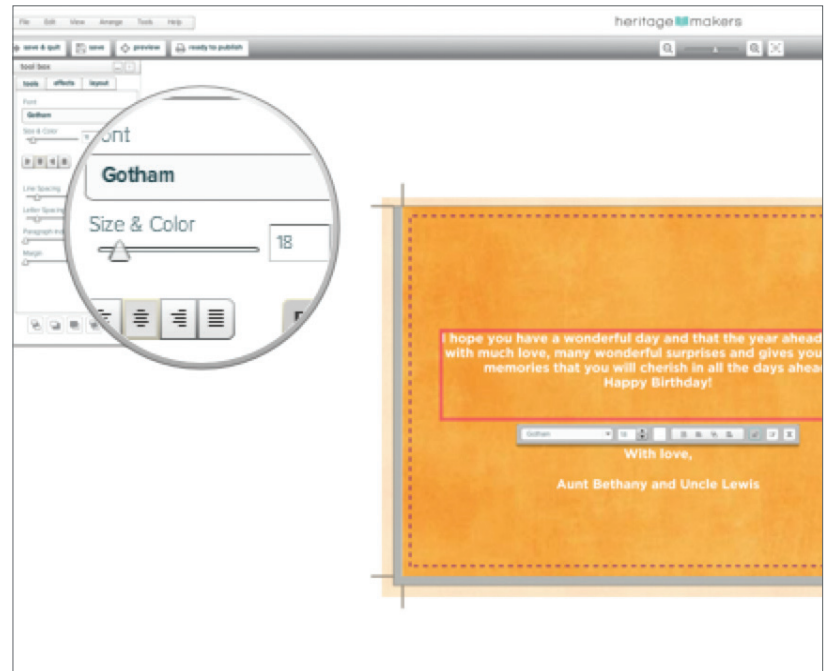 File Edit View Arrange Tools Help
heritage makers
save & quit save preview ready to publish
tool box
tools effects layout
Font
Gotham
Size & Color
Line Spacing
Letter Spacing
Paragraph
Margin
ont
Gotham
Size & Color
18
I hope you have a wonderful day and that the year ahead
with much love, many wonderful surprises and gives you
memories that you will cherish in all the days ahea
Happy Birthday!
Gotham 18
With love,
Aunt Bethany and Uncle Lewis